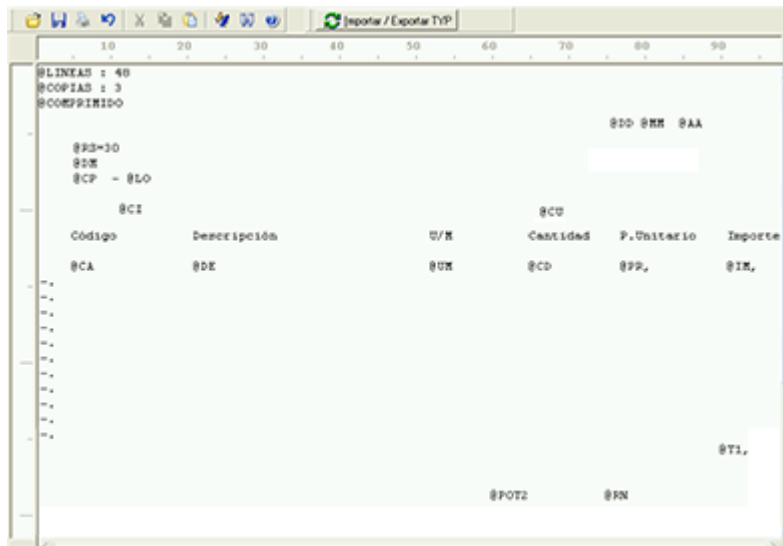 Importar / Exportar TYP
10 20 30 40 50 60 70 80 90
@LINEAS : 48
@COPIAS : 3
@COMPRIMIDO
@DD @MM @AA
@RS=30
@DM
@CP - @LO
@CI @CU
Código Descripción U/M Cantidad P.Unitario Importe
@CA @DE @UM @CD @PR, @IM,
-.
-.
-.
-.
-.
-.
-.
-.
-.
-.
-.
@T1,
@POT2 @RN